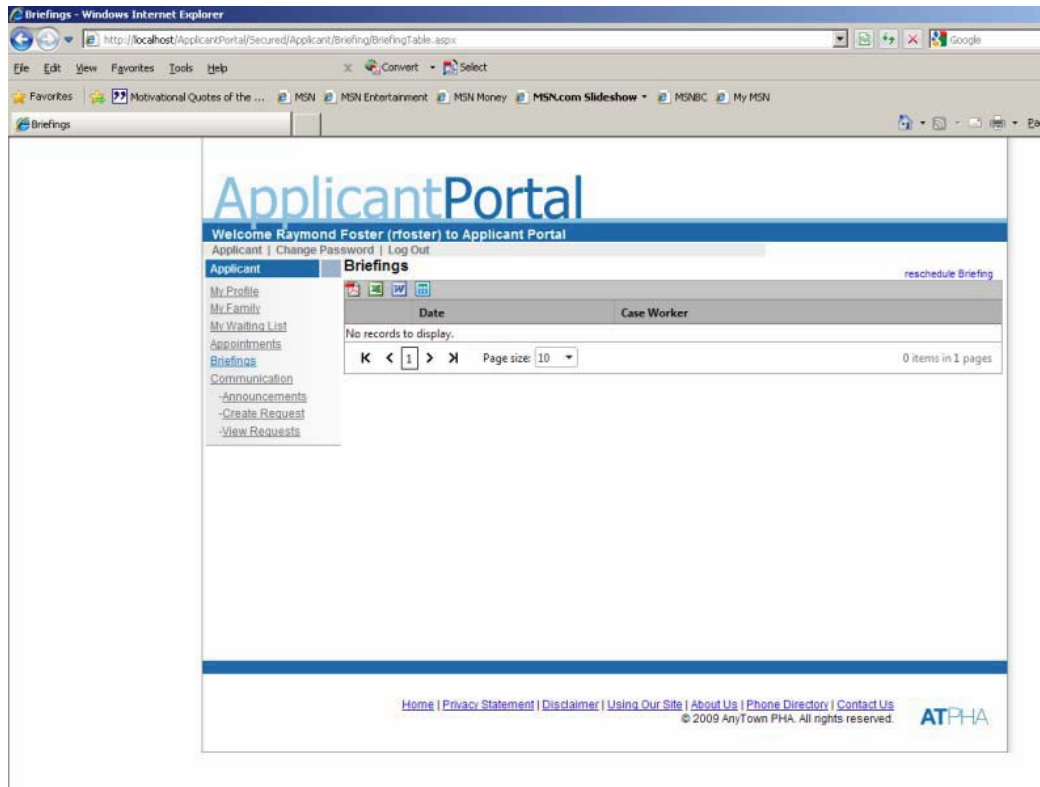 Briefings - Windows Internet Explorer
http://localhost/ApplicantPortal/Secured/Applicant/Briefing/BriefingTable.aspx
Google
File Edit View Favorites Tools Help
Convert Select
Favorites Motivational Quotes of the ... MSN MSN Entertainment MSN Money MSN.com Slideshow MSNBC My MSN
Briefings
ApplicantPortal
Welcome Raymond Foster (rfoster) to Applicant Portal
Applicant | Change Password | Log Out
Applicant
My Profile
My Family
My Waiting List
Appointments
Briefings
Communication
-Announcements
-Create Request
-View Requests
Briefings
reschedule Briefing
Date Case Worker
No records to display.
1 Page size: 10 0 items in 1 pages
Home | Privacy Statement | Disclaimer | Using Our Site | About Us | Phone Directory | Contact Us
© 2009 AnyTown PHA. All rights reserved.
ATPHA